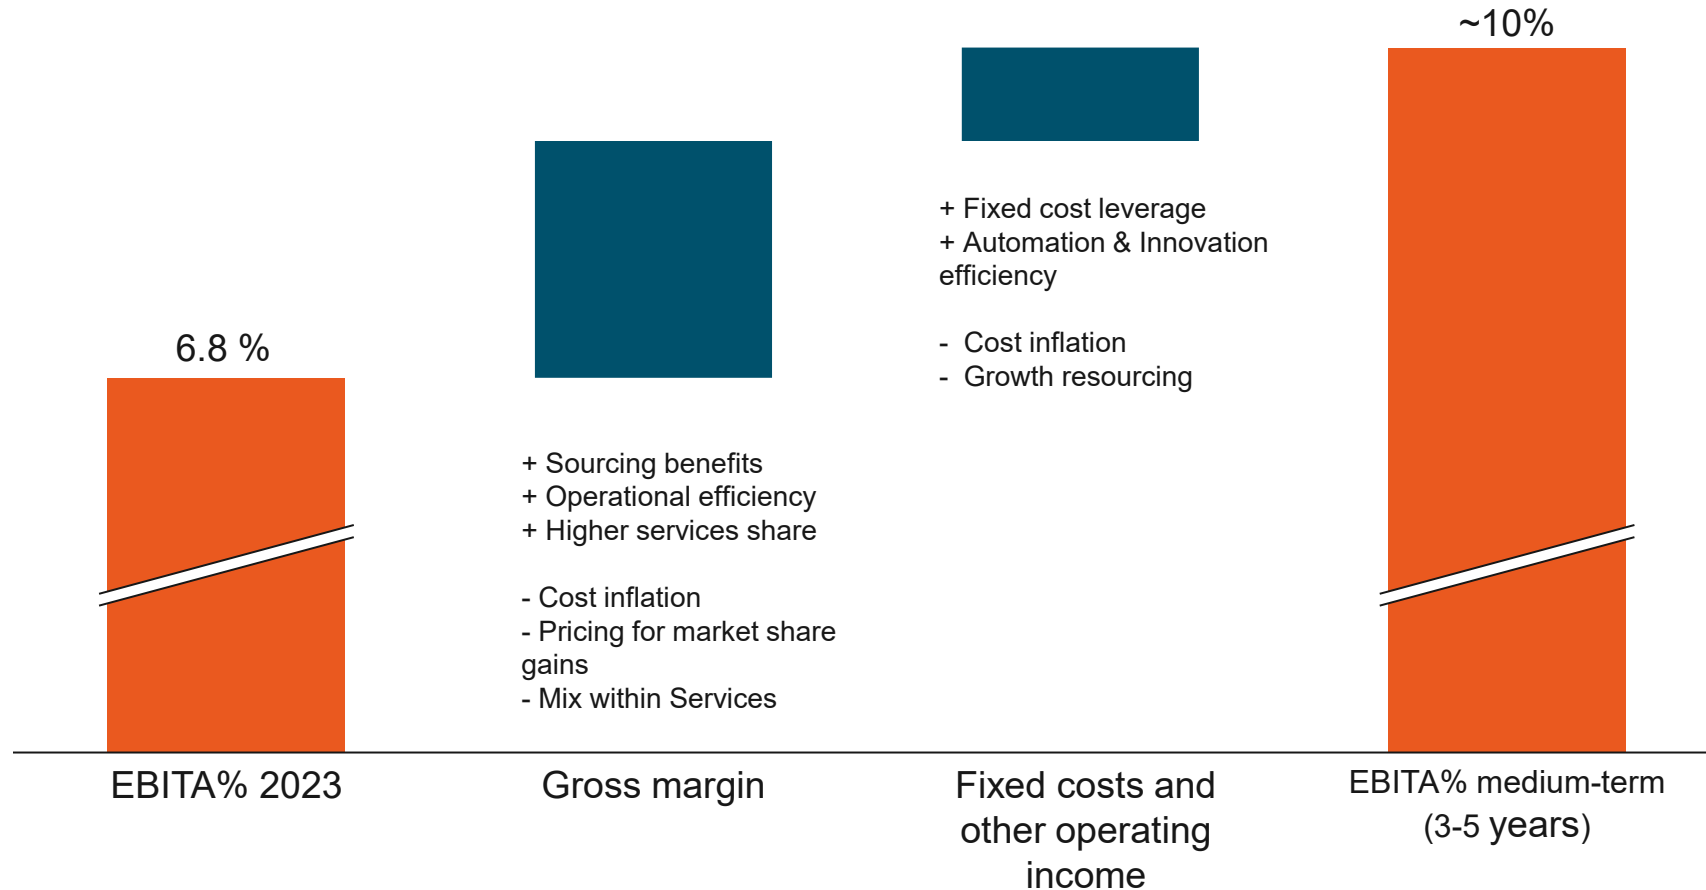 ~10%
6.8 %
+ Fixed cost leverage
+ Automation & Innovation
efficiency
-  Cost inflation
-  Growth resourcing
+ Sourcing benefits
+ Operational efficiency
+ Higher services share
- Cost inflation
- Pricing for market share
gains
- Mix within Services
EBITA% 2023
Gross margin
Fixed costs and
other operating
income
EBITA% medium-term
(3-5 years)